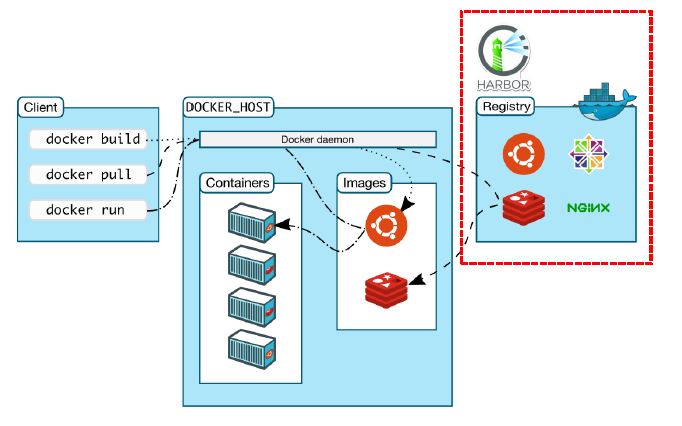 HARBOR
Client
DOCKER_HOST
Registry
docker build
Docker daemon
docker pull
Containers
Images
docker run
NGiNX